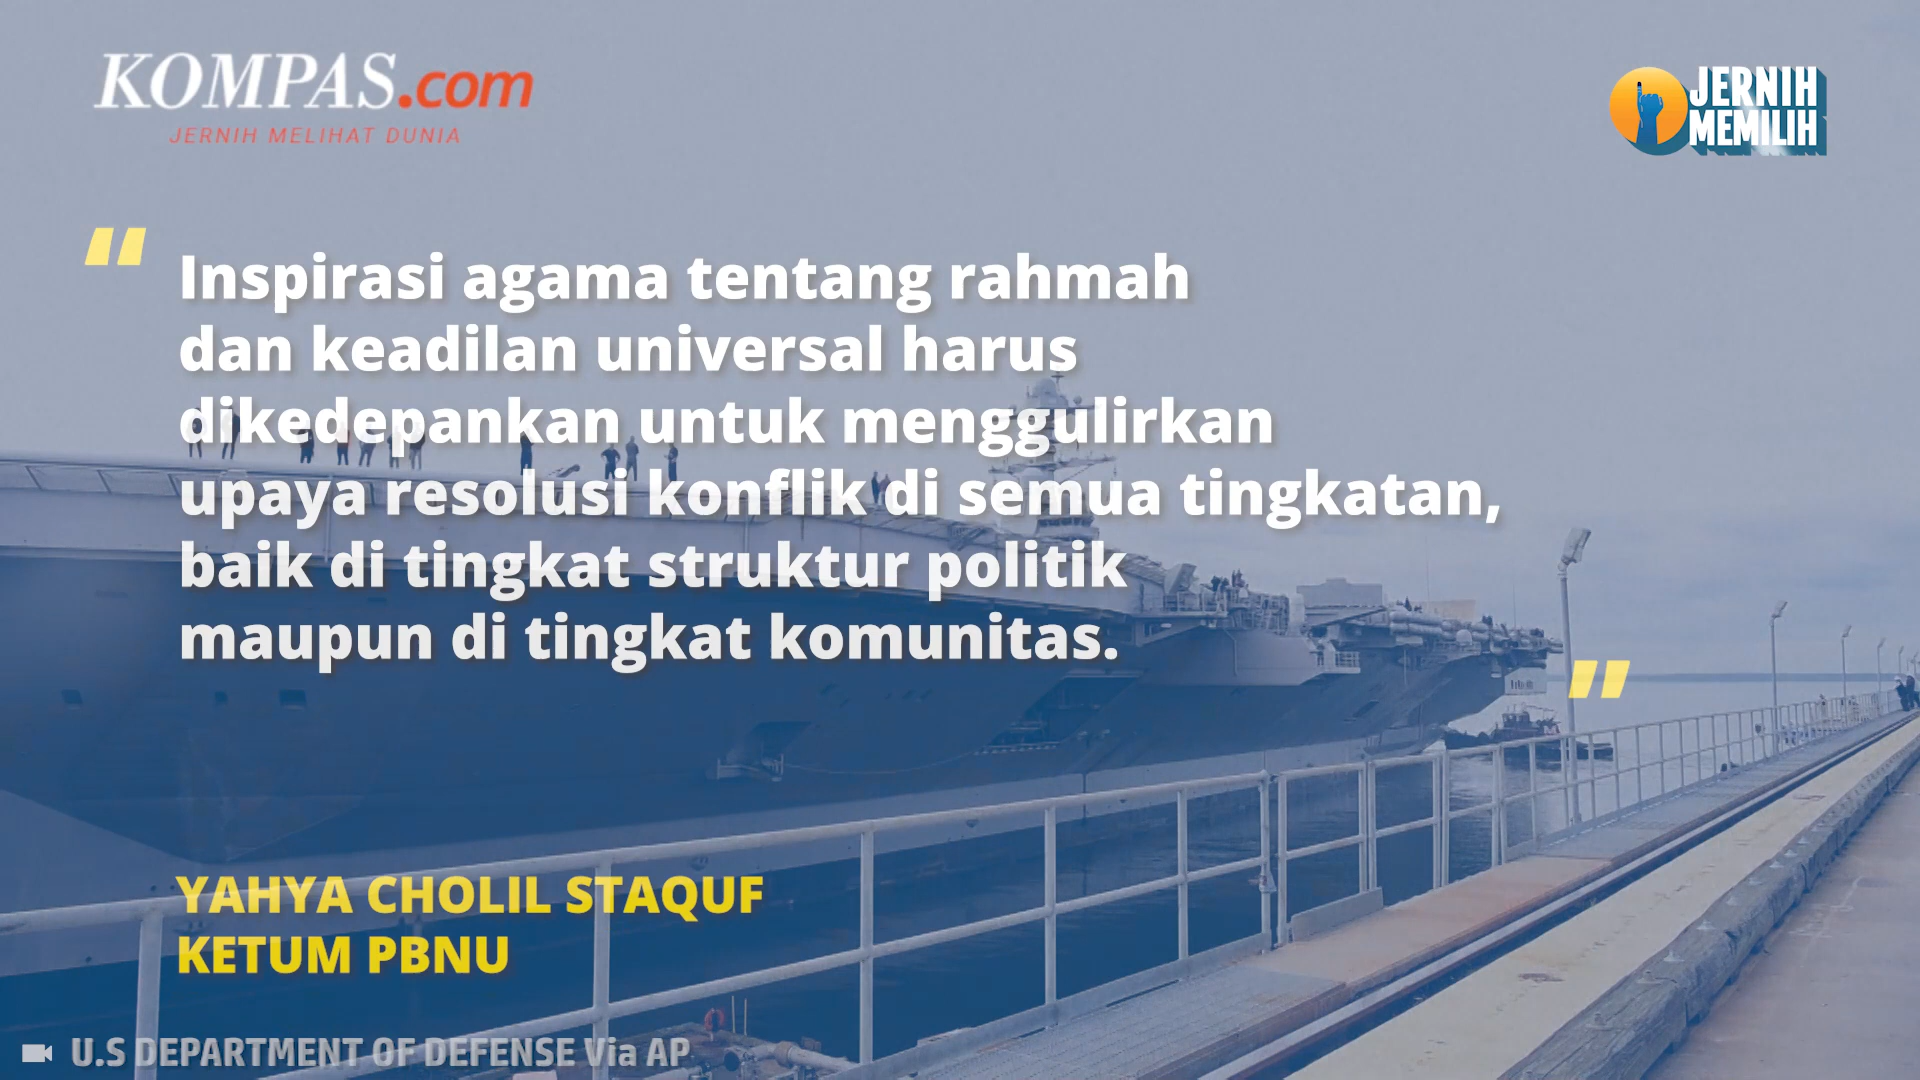 KOMPAS.com
JERNIH MELIHAT DUNIA
JERNIH
MEMILIH
“ Inspirasi agama tentang rahmah
dan keadilan universal harus
dikedepankan untuk menggulirkan
upaya resolusi konflik di semua tingkatan,
baik di tingkat struktur politik
maupun di tingkat komunitas. ”
YAHYA CHOLIL STAQUF
KETUM PBNU
U.S DEPARTMENT OF DEFENSE Via AP